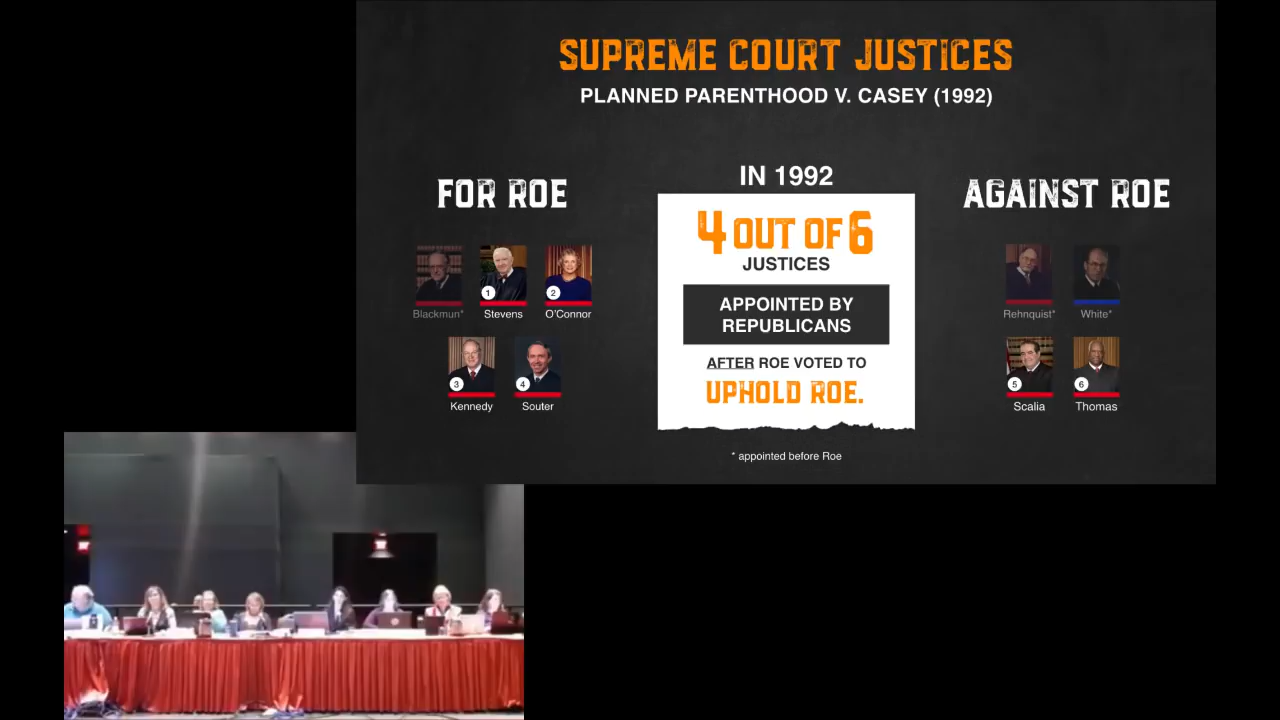 SUPREME COURT JUSTICES
PLANNED PARENTHOOD V. CASEY (1992)
FOR ROE
Blackmun*
1
Stevens
2
O'Connor
3
Kennedy
4
Souter
IN 1992
4 OUT OF 6
JUSTICES
APPOINTED BY
REPUBLICANS
AFTER ROE VOTED TO
UPHOLD ROE.
* appointed before Roe
AGAINST ROE
Rehnquist*
White*
5
Scalia
6
Thomas